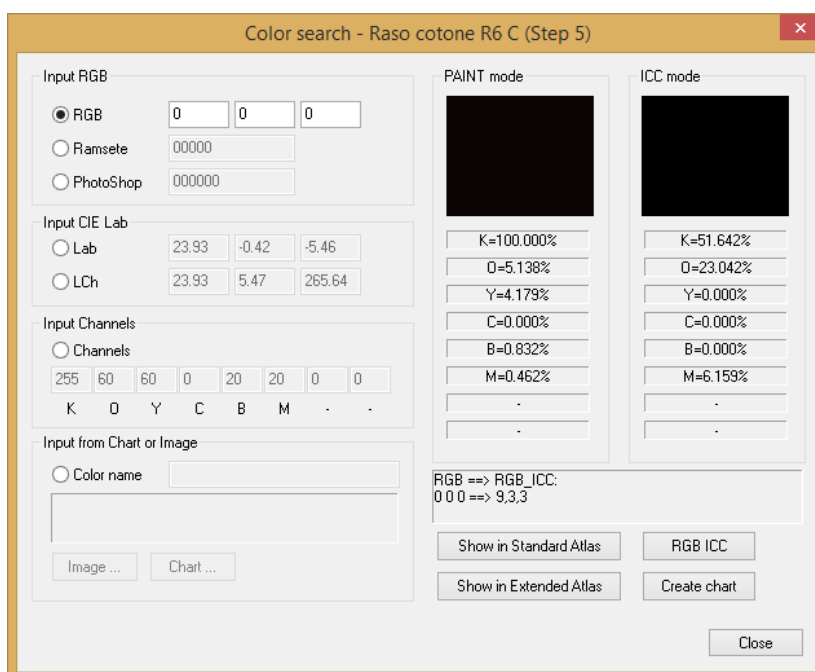 Color search - Raso cotone R6 C (Step 5)
x
Input RGB
RGB 0 0 0
Ramsete 00000
PhotoShop 000000
Input CIE Lab
Lab 23.93 -0.42 -5.46
LCh 23.93 5.47 265.64
Input Channels
Channels
255 60 60 0 20 20 0 0
K O Y C B M - -
Input from Chart or Image
Color name
Image ... Chart ...
PAINT mode
K=100.000%
O=5.138%
Y=4.179%
C=0.000%
B=0.832%
M=0.462%
-
-
ICC mode
K=51.642%
O=23.042%
Y=0.000%
C=0.000%
B=0.000%
M=6.159%
-
-
RGB ==> RGB_ICC:
0 0 0 ==> 9,3,3
Show in Standard Atlas RGB ICC
Show in Extended Atlas Create chart
Close